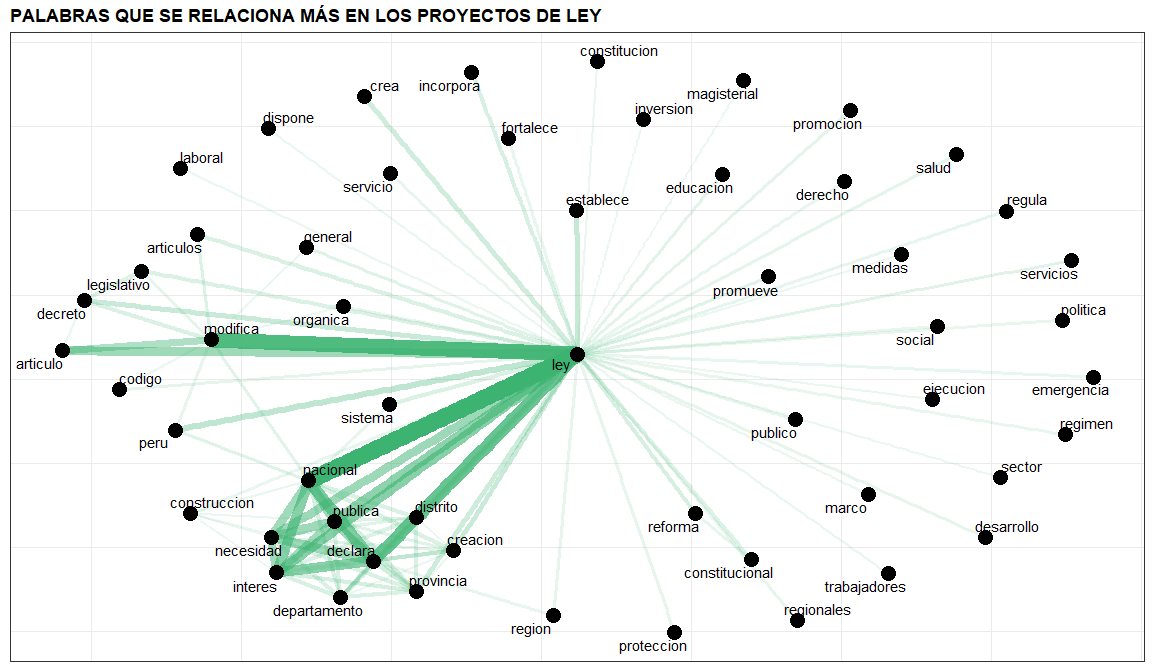 PALABRAS QUE SE RELACIONA MÁS EN LOS PROYECTOS DE LEY
constitucion
crea
incorpora
magisterial
inversion
dispone
fortalece
promocion
laboral
salud
servicio
educacion
derecho
establece
regula
general
articulos
medidas
servicios
legislativo
promueve
decreto
organica
politica
modifica
social
articulo
ley
codigo
ejecucion
emergencia
sistema
regimen
peru
publico
nacional
sector
construccion
publica
distrito
marco
reforma
desarrollo
necesidad
declara
creacion
constitucional
interes
provincia
trabajadores
departamento
regionales
region
proteccion